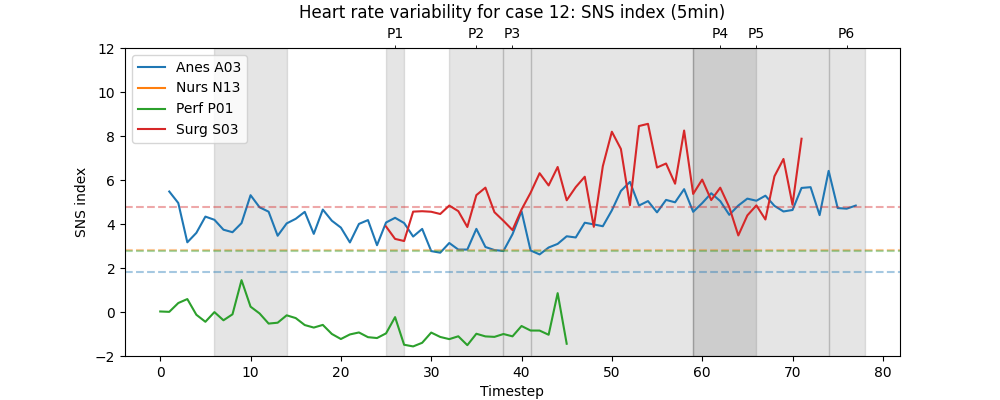 Heart rate variability for case 12: SNS index (5min)
P1 P2 P3 P4 P5 P6
12
10
8
6
4
2
0
−2
SNS index
Anes A03
Nurs N13
Perf P01
Surg S03
0 10 20 30 40 50 60 70 80
Timestep